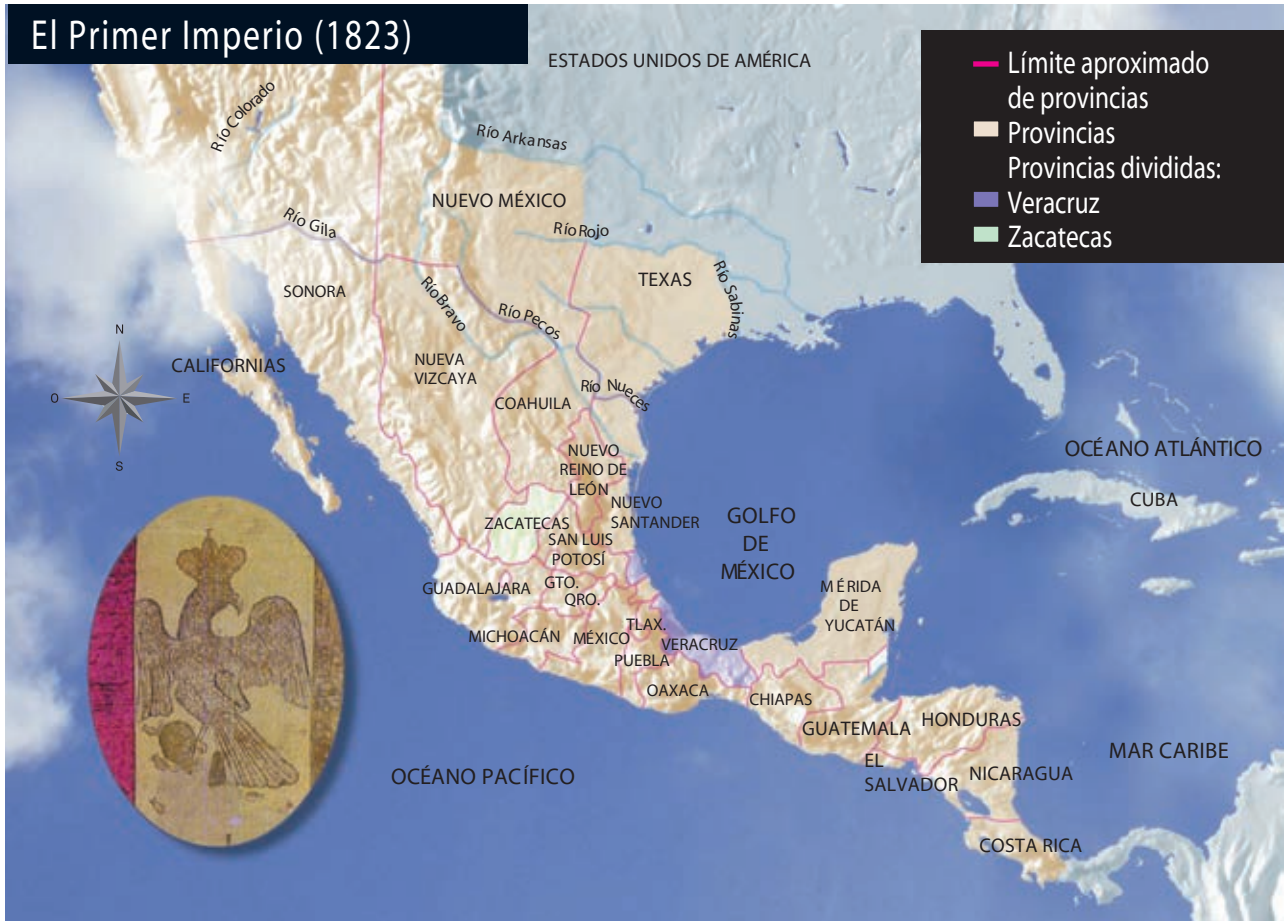 El Primer Imperio (1823)
ESTADOS UNIDOS DE AMÉRICA
Límite aproximado
de provincias
Provincias
Provincias divididas:
Veracruz
Zacatecas
Río Colorado
Río Arkansas
NUEVO MÉXICO
Río Gila
Río Rojo
SONORA
TEXAS
Río Sabinas
Río Bravo
Río Pecos
N
O
E
S
CALIFORNIAS
NUEVA
VIZCAYA
COAHUILA
Río Nueces
NUEVO
REINO DE
LEÓN
OCÉANO ATLÁNTICO
CUBA
NUEVO
SANTANDER
ZACATECAS
SAN LUIS
POTOSÍ
GOLFO
DE
MÉXICO
GUADALAJARA
GTO.
QRO.
MÉRIDA
DE
YUCATÁN
MICHOACÁN
MÉXICO
TLAX.
VERACRUZ
PUEBLA
OAXACA
CHIAPAS
GUATEMALA
HONDURAS
EL
SALVADOR
NICARAGUA
MAR CARIBE
OCÉANO PACÍFICO
COSTA RICA